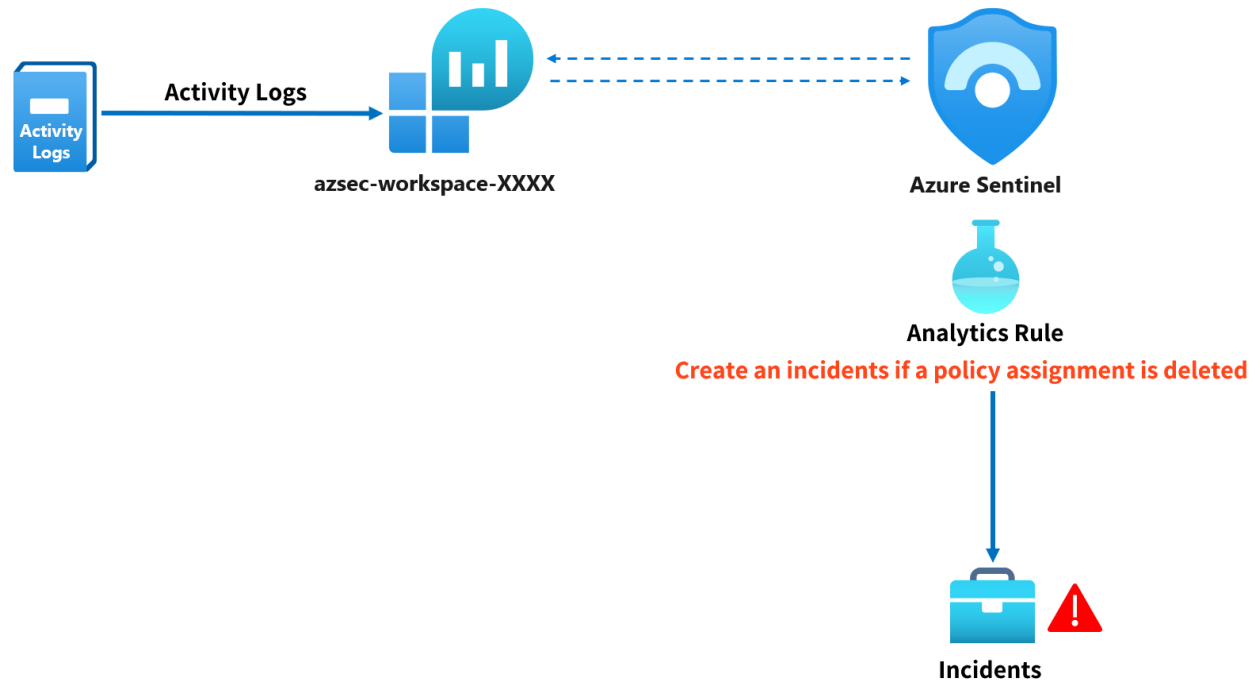 Activity Logs
Activity
Logs
azsec-workspace-XXXX
Azure Sentinel
Analytics Rule
Create an incidents if a policy assignment is deleted
Incidents